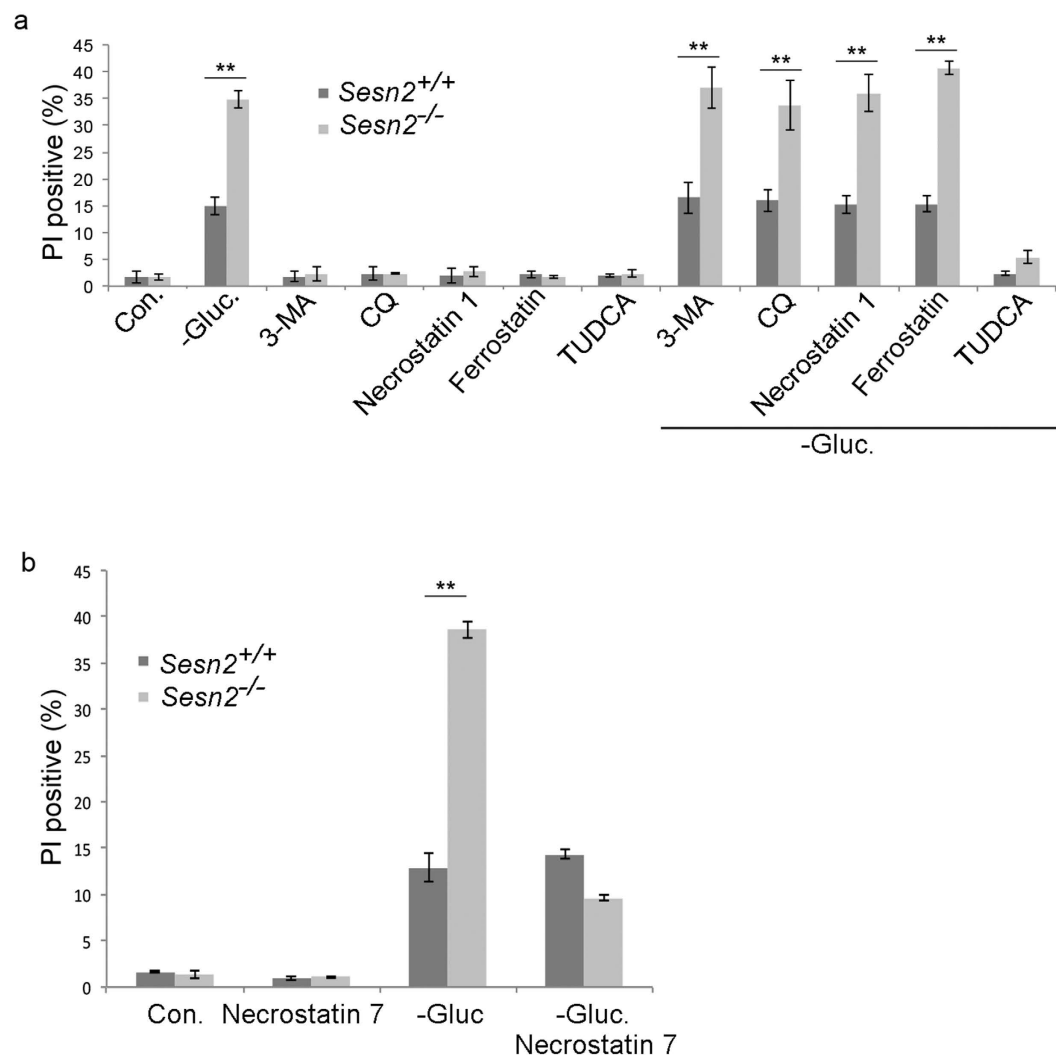 a
PI positive (%)
45
40
35
30
25
20
15
10
5
0
Sesn2+/+
Sesn2-/-
**
**
**
**
**
Con.
-Gluc.
3-MA
CQ
Necrostatin 1
Ferrostatin
TUDCA
3-MA
CQ
Necrostatin 1
Ferrostatin
TUDCA
-Gluc.
b
PI positive (%)
45
40
35
30
25
20
15
10
5
0
Sesn2+/+
Sesn2-/-
**
Con.
Necrostatin 7
-Gluc
-Gluc.
Necrostatin 7